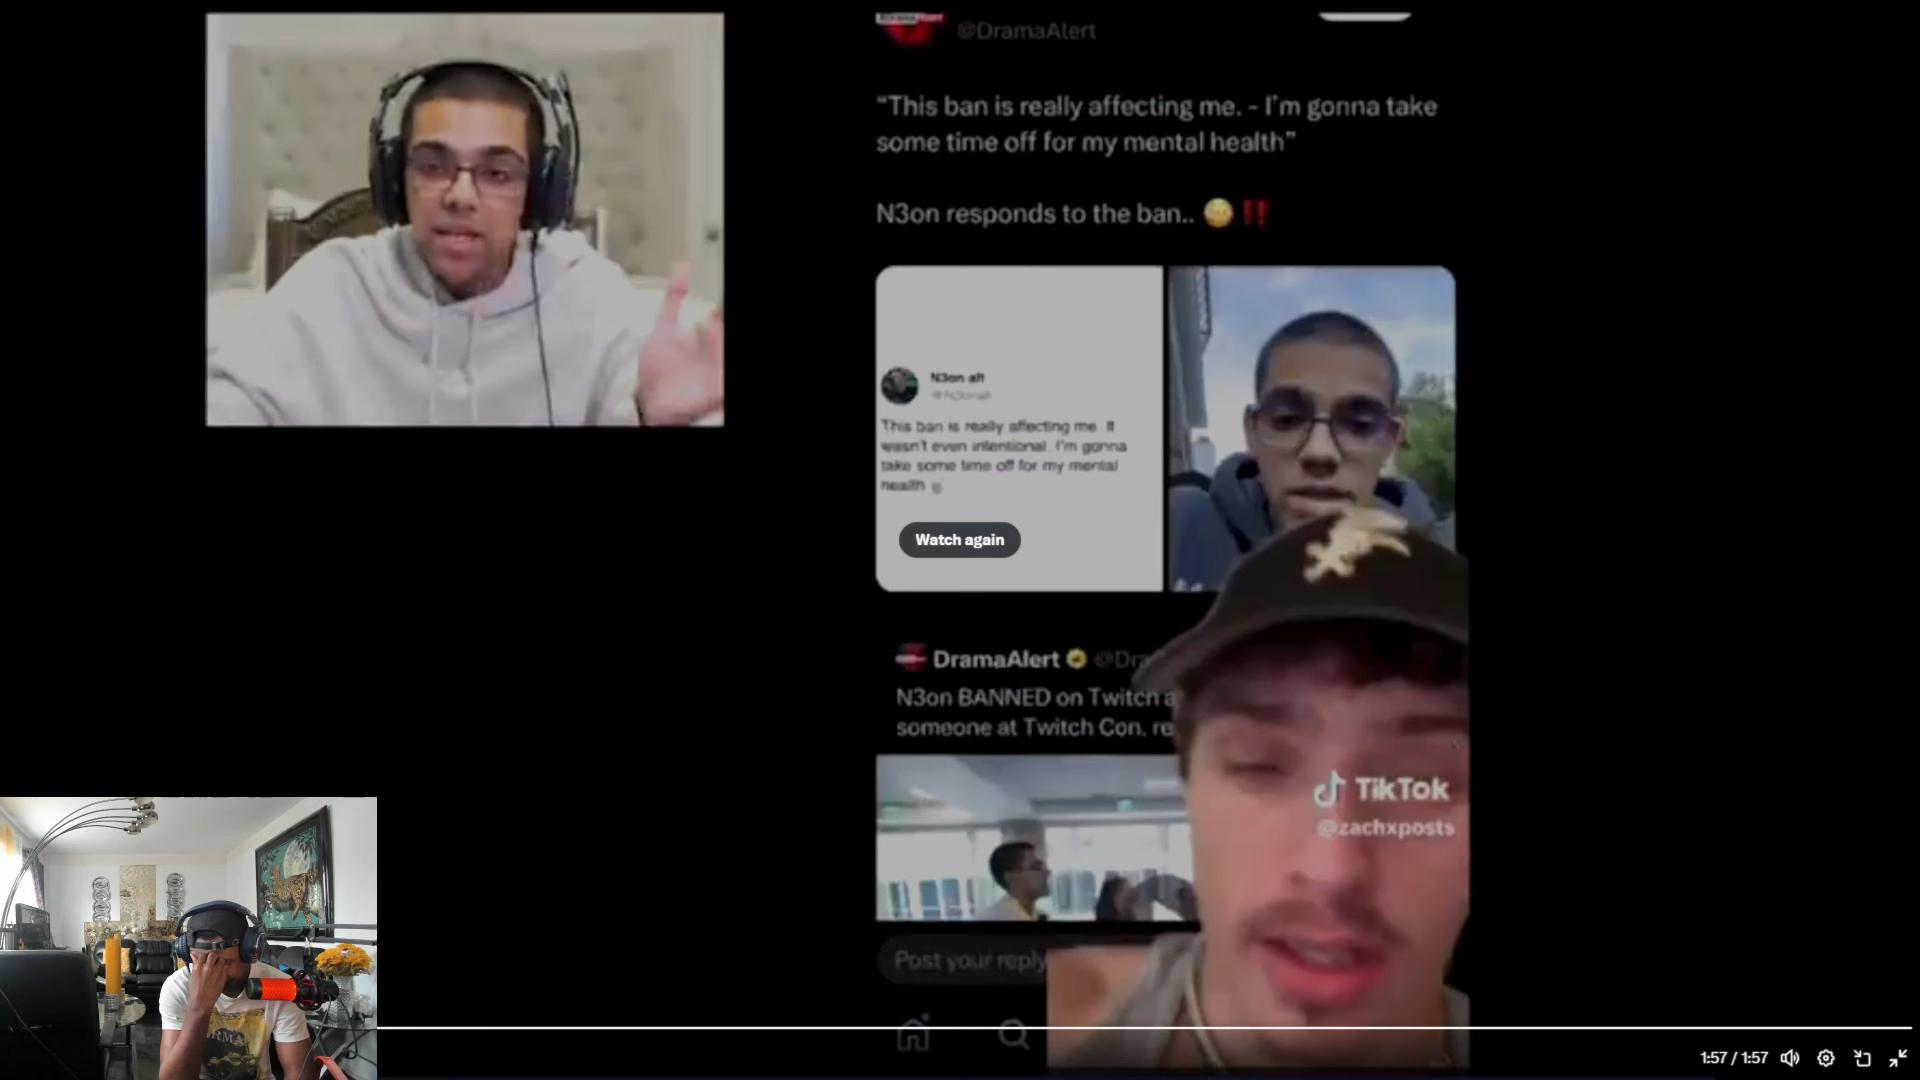 @DramaAlert
“This ban is really affecting me. - I’m gonna take
some time off for my mental health”
N3on responds to the ban.. 😳 ‼️
N3on alt
This ban is really affecting me. It
wasn't even intentional. I'm gonna
take some time off for my mental
health
Watch again
DramaAlert @Dra
N3on BANNED on Twitch a
someone at Twitch Con, re
TikTok
@zachxposts
Post your reply
1:57 / 1:57